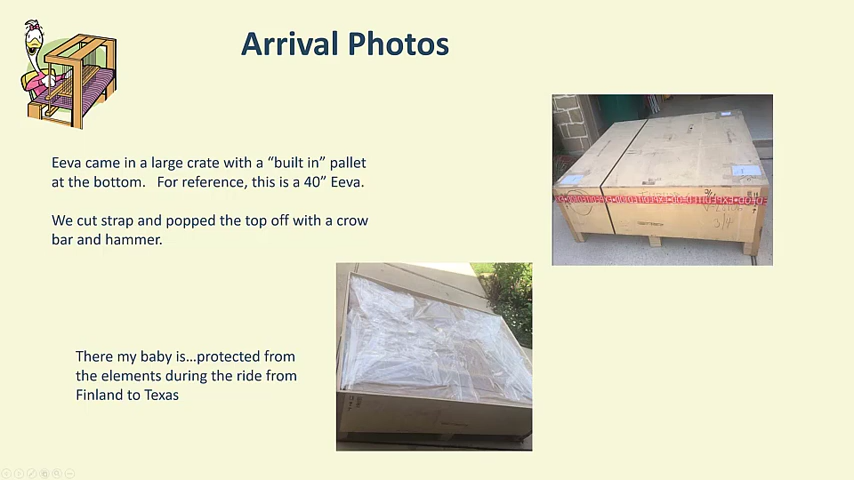 Arrival Photos
Eeva came in a large crate with a “built in” pallet
at the bottom.   For reference, this is a 40” Eeva.
We cut strap and popped the top off with a crow
bar and hammer.
There my baby is…protected from
the elements during the ride from
Finland to Texas